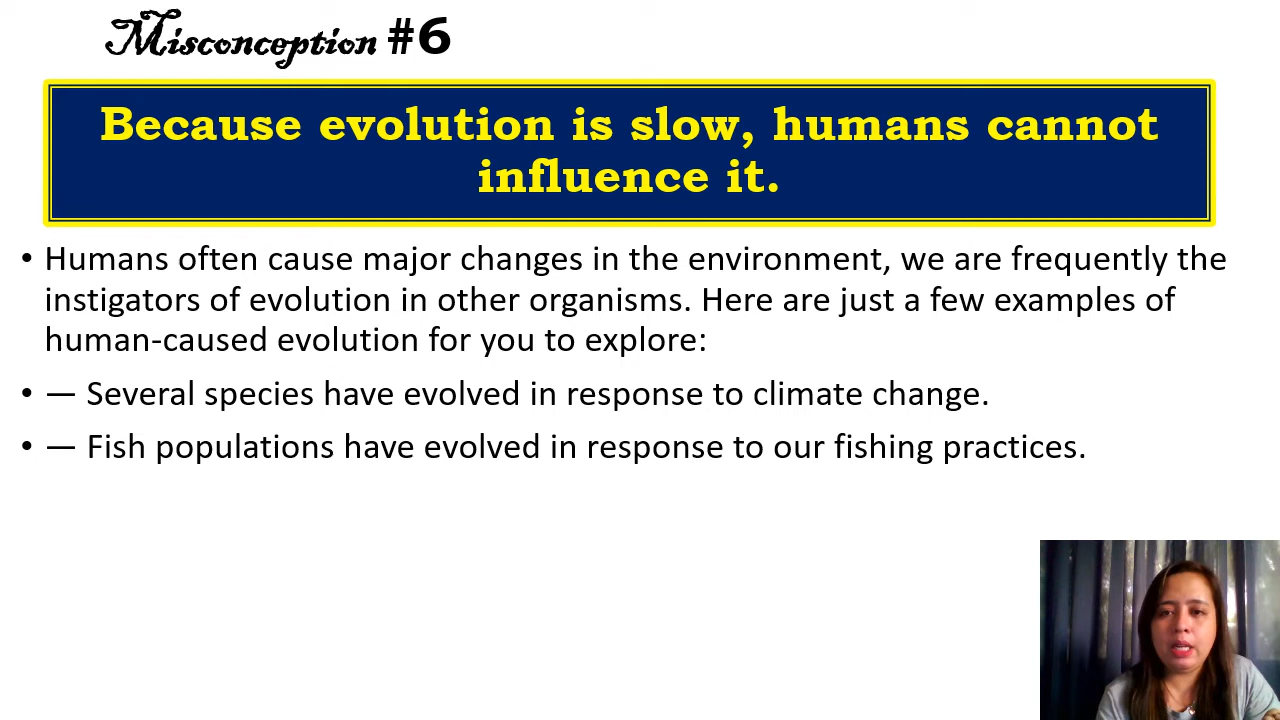 Misconception #6
Because evolution is slow, humans cannot
influence it.
• Humans often cause major changes in the environment, we are frequently the
instigators of evolution in other organisms. Here are just a few examples of
human-caused evolution for you to explore:
• — Several species have evolved in response to climate change.
• — Fish populations have evolved in response to our fishing practices.